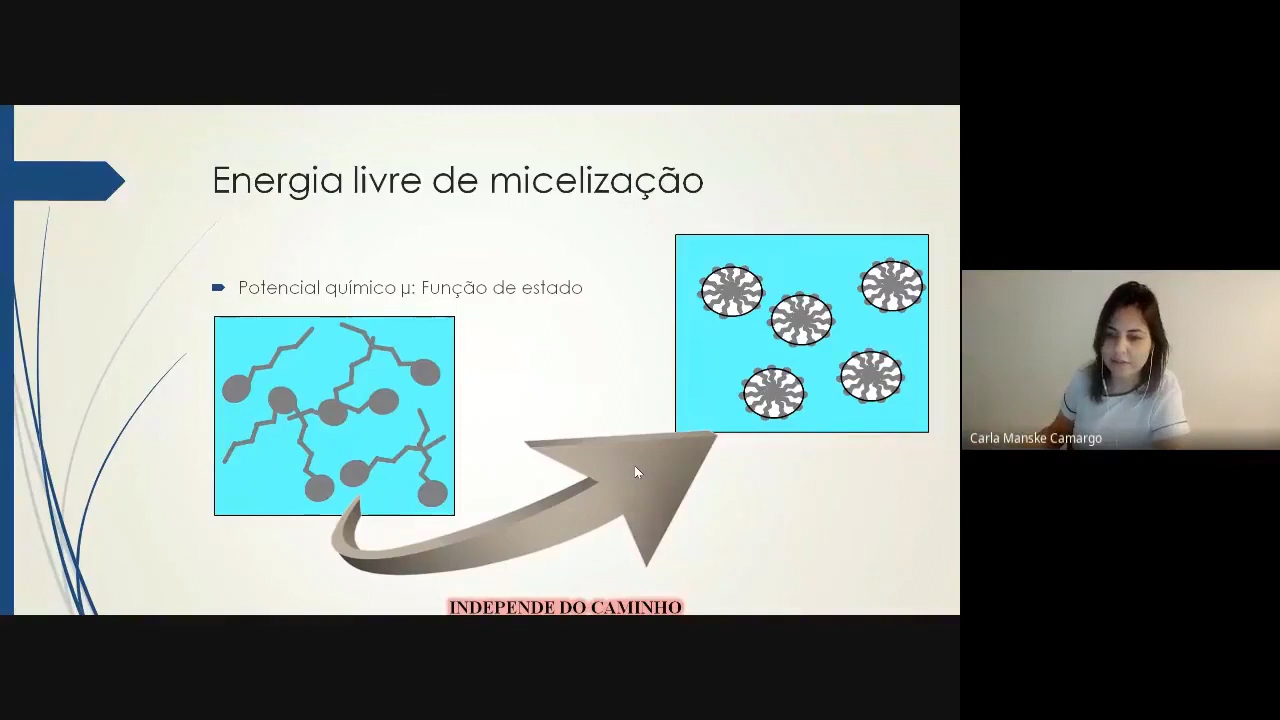 Energia livre de micelização
Potencial químico µ: Função de estado
INDEPENDE DO CAMINHO
Carla Manske Camargo